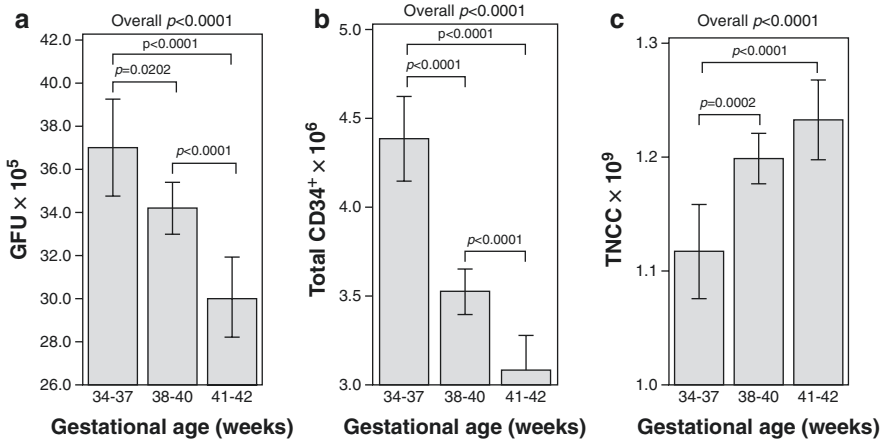 a
Overall p<0.0001
GFU × 10⁵
42.0
40.0
38.0
36.0
34.0
32.0
30.0
28.0
26.0
p<0.0001
p=0.0202
p<0.0001
34-37 38-40 41-42
Gestational age (weeks)
b
Overall p<0.0001
Total CD34⁺ × 10⁶
5.0
4.5
4.0
3.5
3.0
p<0.0001
p<0.0001
p<0.0001
34-37 38-40 41-42
Gestational age (weeks)
c
Overall p<0.0001
TNCC × 10⁹
1.3
1.2
1.1
1.0
p<0.0001
p=0.0002
34-37 38-40 41-42
Gestational age (weeks)